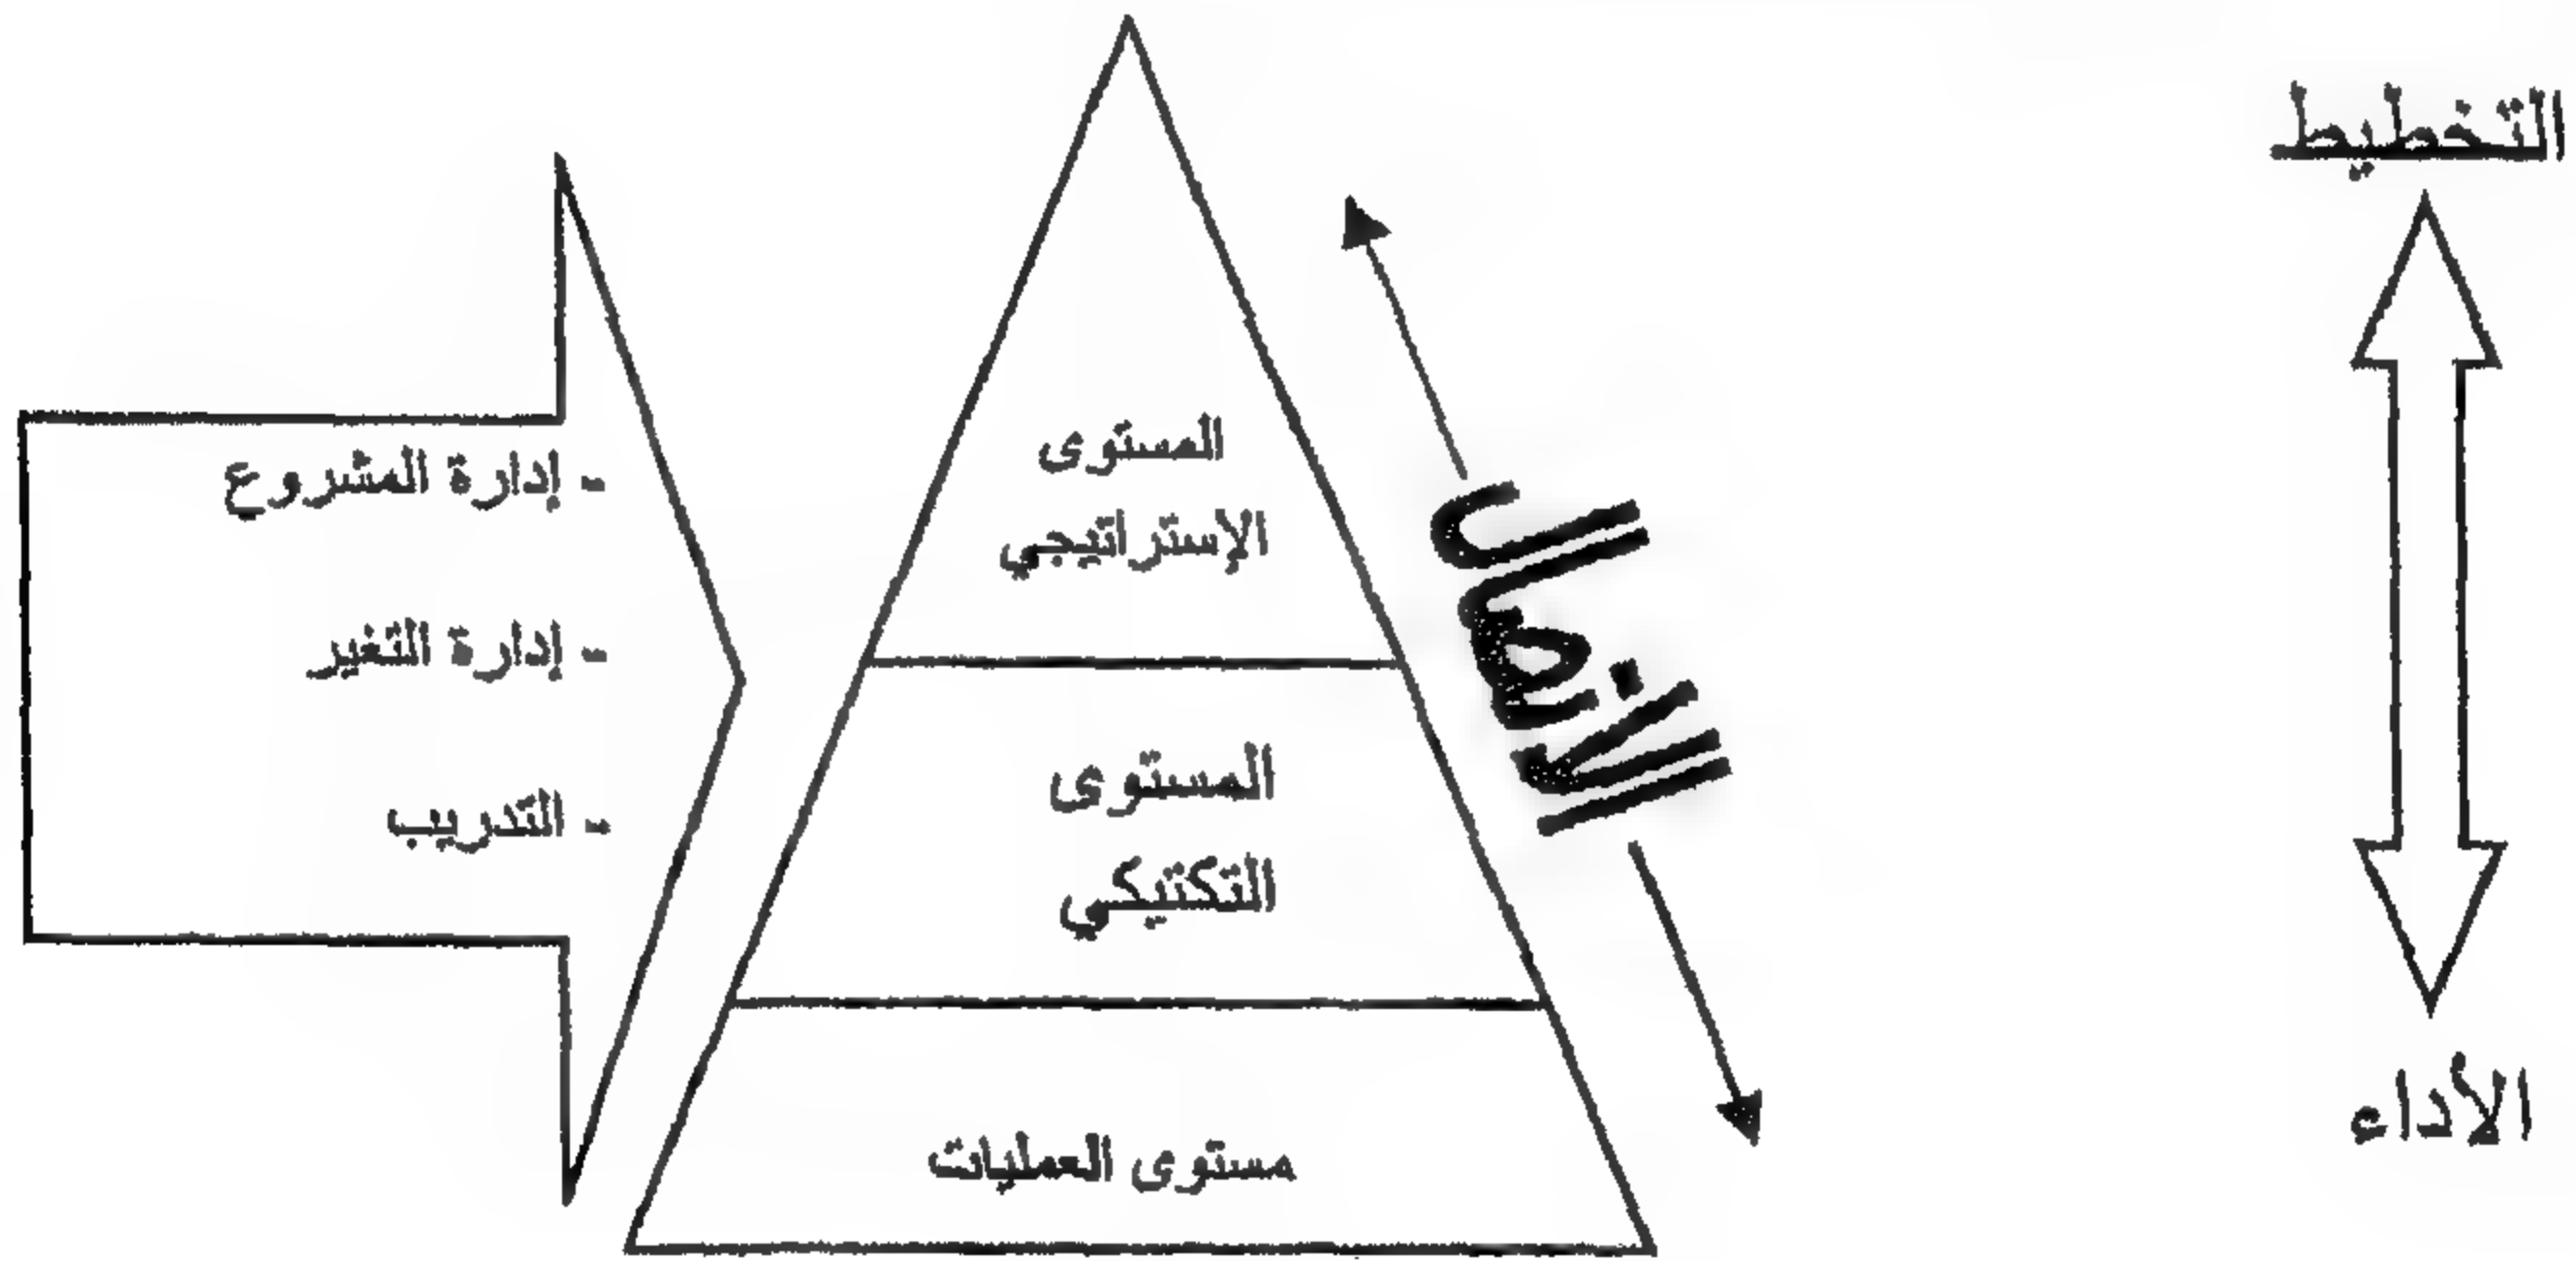 التخطيط
الأداء
الاتصال
المستوى
الإستراتيجي
المستوى
التكتيكي
مستوى العمليات
- إدارة المشروع
- إدارة التغير
- التدريب